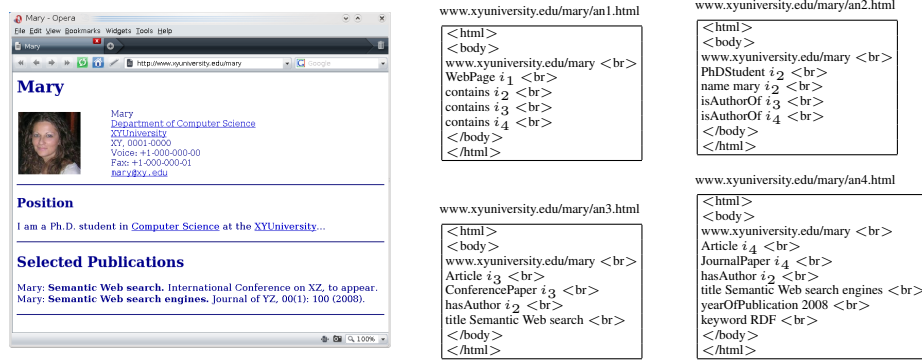 Mary - Opera
File Edit View Bookmarks Widgets Tools Help
Mary
http://www.xyuniversity.edu/mary
Google
Mary
Mary
Department of Computer Science
XYUniversity
XY, 0001-0000
Voice: +1-000-000-00
Fax: +1-000-000-01
mary@xy.edu
Position
I am a Ph.D. student in Computer Science at the XYUniversity...
Selected Publications
Mary: Semantic Web search. International Conference on XZ, to appear.
Mary: Semantic Web search engines. Journal of YZ, 00(1): 100 (2008).
100%
www.xyuniversity.edu/mary/an1.html
<html>
<body>
www.xyuniversity.edu/mary <br>
WebPage i1 <br>
contains i2 <br>
contains i3 <br>
contains i4 <br>
</body>
</html>
www.xyuniversity.edu/mary/an2.html
<html>
<body>
www.xyuniversity.edu/mary <br>
PhDStudent i2 <br>
name mary i2 <br>
isAuthorOf i3 <br>
isAuthorOf i4 <br>
</body>
</html>
www.xyuniversity.edu/mary/an3.html
<html>
<body>
www.xyuniversity.edu/mary <br>
Article i3 <br>
ConferencePaper i3 <br>
hasAuthor i2 <br>
title Semantic Web search <br>
</body>
</html>
www.xyuniversity.edu/mary/an4.html
<html>
<body>
www.xyuniversity.edu/mary <br>
Article i4 <br>
JournalPaper i4 <br>
hasAuthor i2 <br>
title Semantic Web search engines <br>
yearOfPublication 2008 <br>
keyword RDF <br>
</body>
</html>